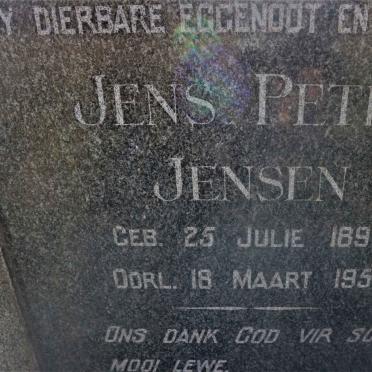 Y DIERBARE EGGENOOT EN
JENS PET
JENSEN
GEB. 25 JULIE 189
OORL. 18 MAART 195
ONS DANK GOD VIR SO
MOOI LEWE.